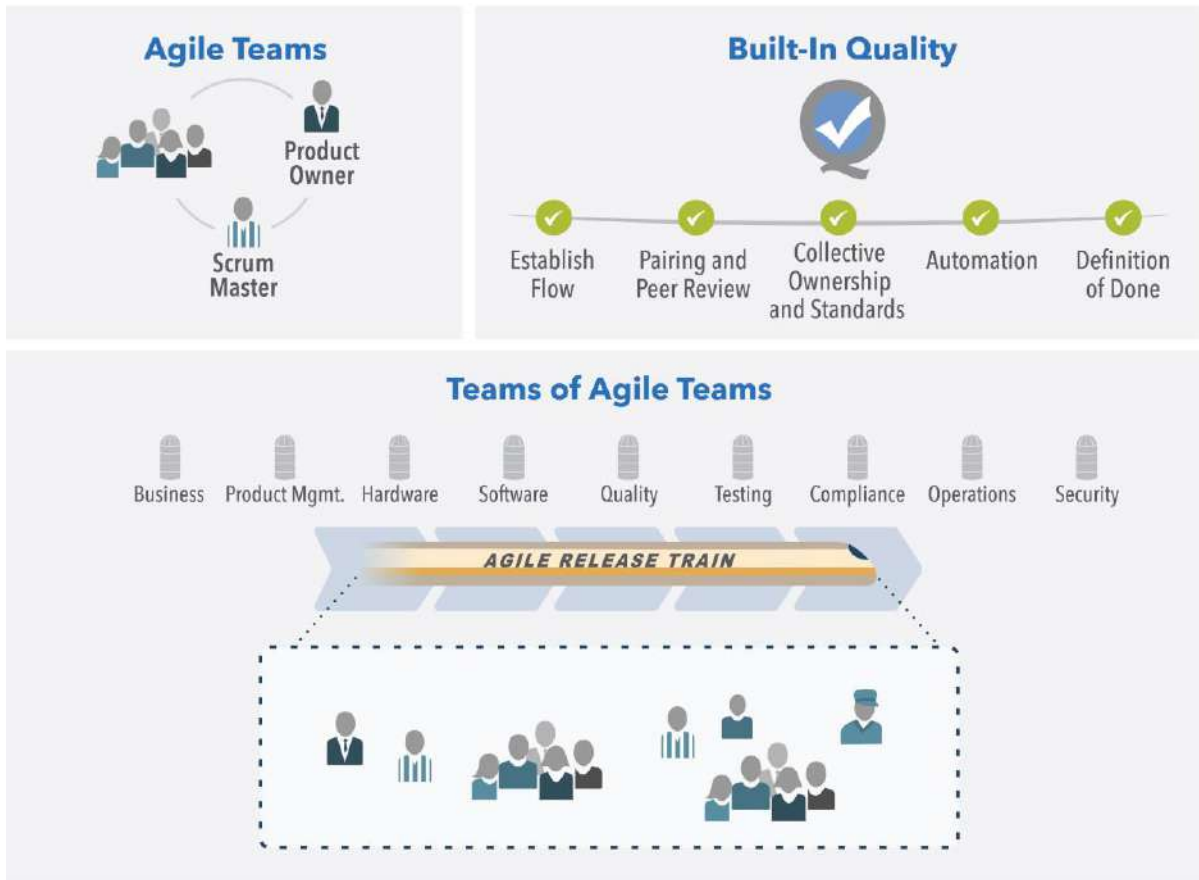 Agile Teams
Product
Owner
Scrum
Master
Built-In Quality
Establish
Flow
Pairing and
Peer Review
Collective
Ownership
and Standards
Automation
Definition
of Done
Teams of Agile Teams
Business Product Mgmt. Hardware Software Quality Testing Compliance Operations Security
AGILE RELEASE TRAIN